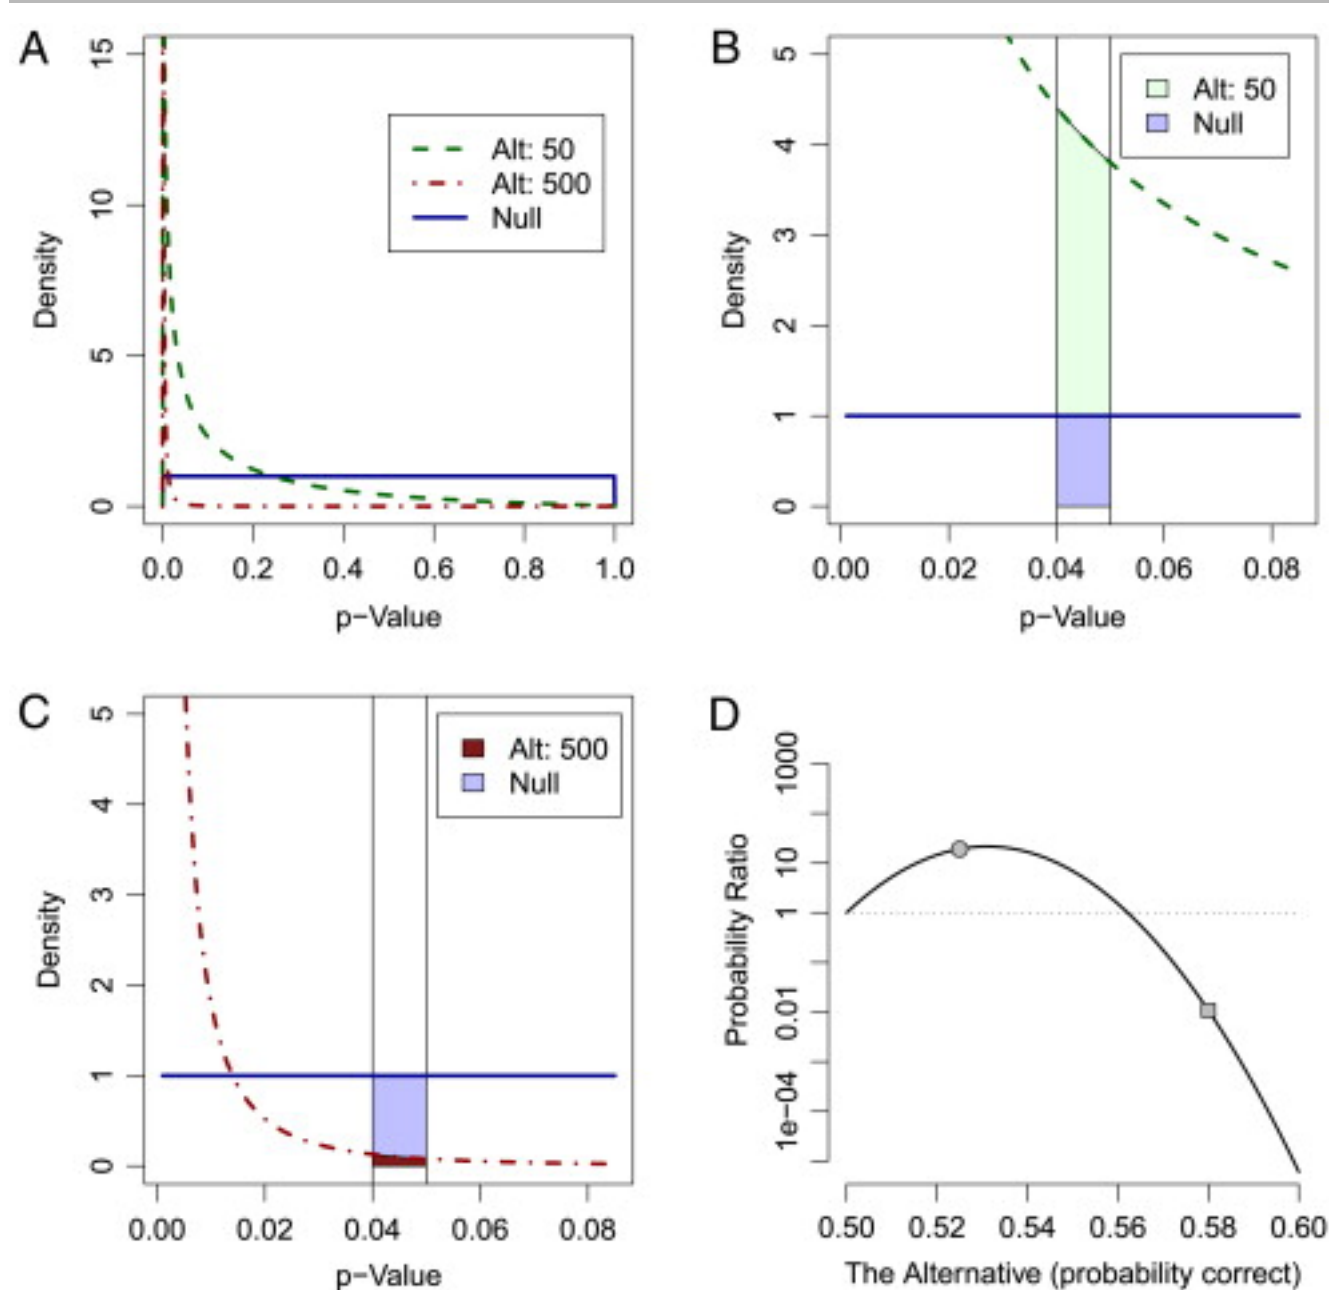 A
15
10
5
0
Density
Alt: 50
Alt: 500
Null
0.0 0.2 0.4 0.6 0.8 1.0
p−Value
B
5
4
3
2
1
0
Density
Alt: 50
Null
0.00 0.02 0.04 0.06 0.08
p−Value
C
5
4
3
2
1
0
Density
Alt: 500
Null
0.00 0.02 0.04 0.06 0.08
p−Value
D
1000
10
1
0.01
1e−04
Probability Ratio
0.50 0.52 0.54 0.56 0.58 0.60
The Alternative (probability correct)